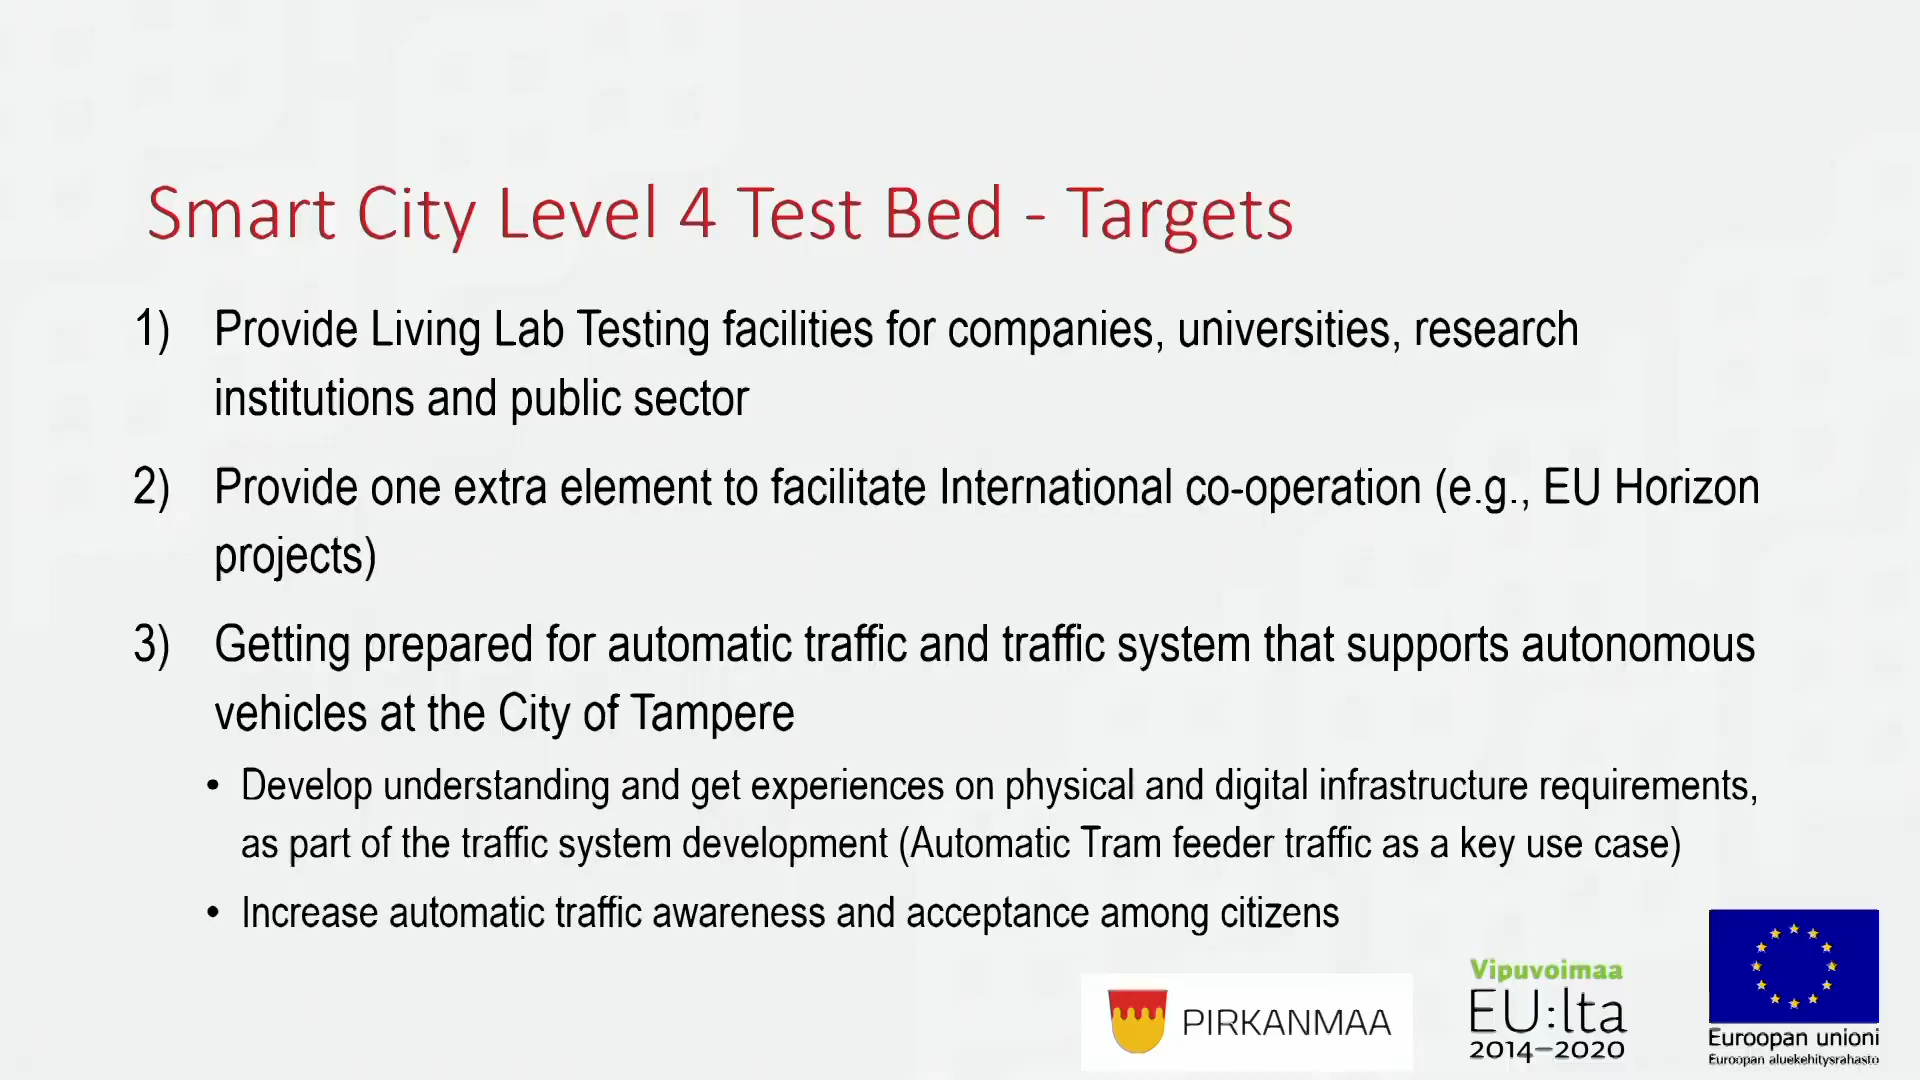 Smart City Level 4 Test Bed - Targets
1) Provide Living Lab Testing facilities for companies, universities, research
institutions and public sector
2) Provide one extra element to facilitate International co-operation (e.g., EU Horizon
projects)
3) Getting prepared for automatic traffic and traffic system that supports autonomous
vehicles at the City of Tampere
• Develop understanding and get experiences on physical and digital infrastructure requirements,
as part of the traffic system development (Automatic Tram feeder traffic as a key use case)
• Increase automatic traffic awareness and acceptance among citizens
PIRKANMAA
Vipuvoimaa
EU:lta
2014–2020
Euroopan unioni
Euroopan aluekehitysrahasto